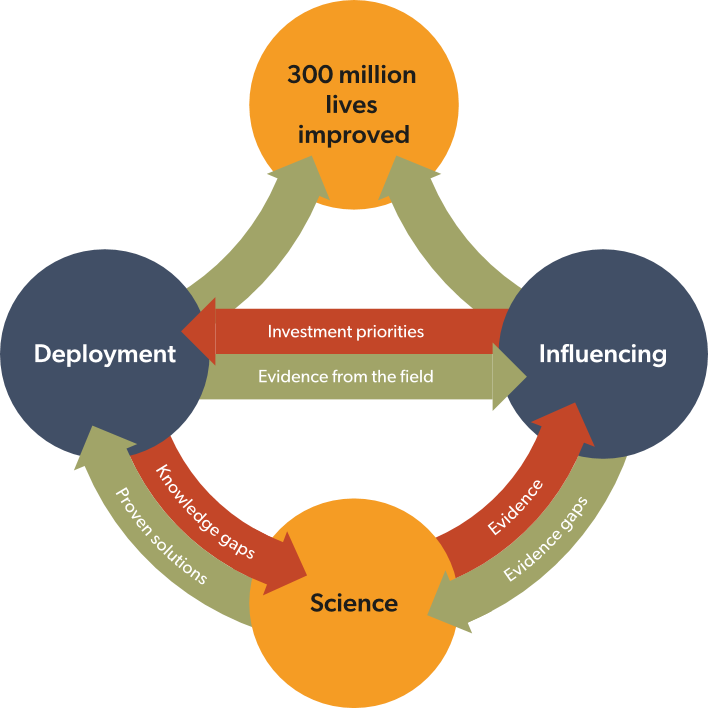 300 million
lives
improved
Investment priorities
Deployment
Influencing
Evidence from the field
Knowledge gaps
Proven solutions
Evidence
Evidence gaps
Science